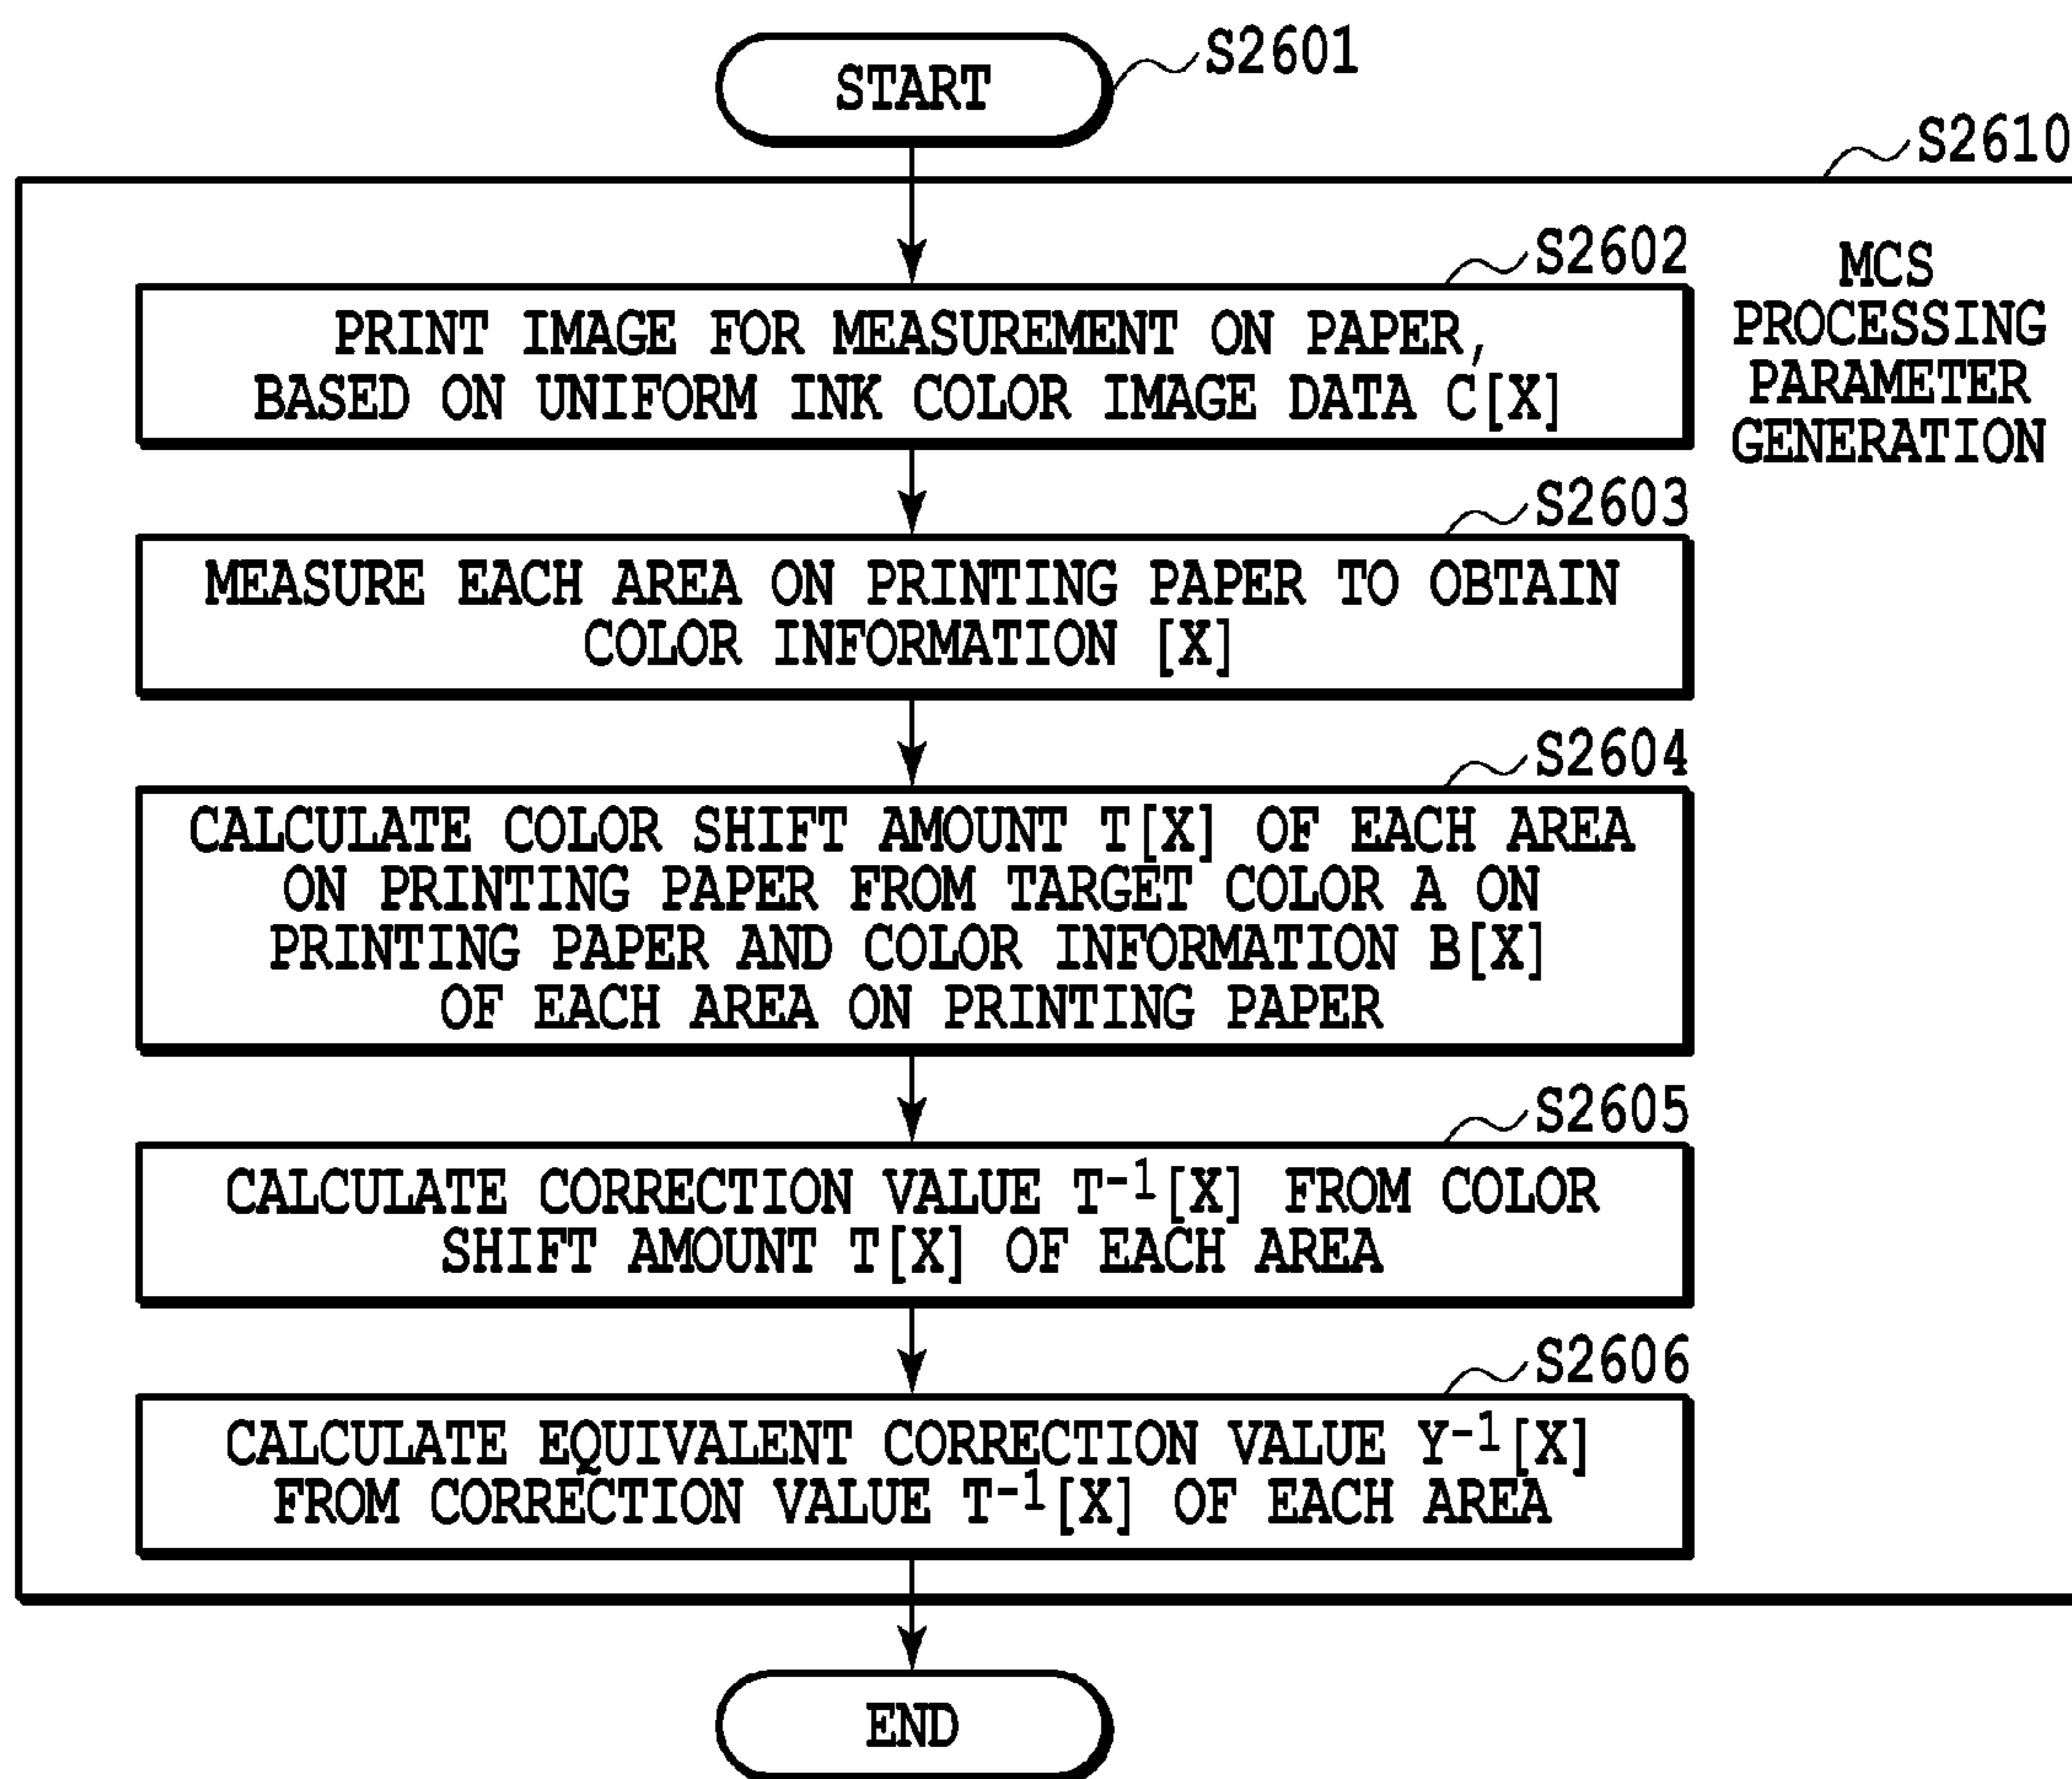 START
S2601
S2610
MCS
PROCESSING
PARAMETER
GENERATION
S2602
PRINT IMAGE FOR MEASUREMENT ON PAPER,
BASED ON UNIFORM INK COLOR IMAGE DATA C[X]
S2603
MEASURE EACH AREA ON PRINTING PAPER TO OBTAIN
COLOR INFORMATION [X]
S2604
CALCULATE COLOR SHIFT AMOUNT T[X] OF EACH AREA
ON PRINTING PAPER FROM TARGET COLOR A ON
PRINTING PAPER AND COLOR INFORMATION B[X]
OF EACH AREA ON PRINTING PAPER
S2605
CALCULATE CORRECTION VALUE T⁻¹[X] FROM COLOR
SHIFT AMOUNT T[X] OF EACH AREA
S2606
CALCULATE EQUIVALENT CORRECTION VALUE Y⁻¹[X]
FROM CORRECTION VALUE T⁻¹[X] OF EACH AREA
END